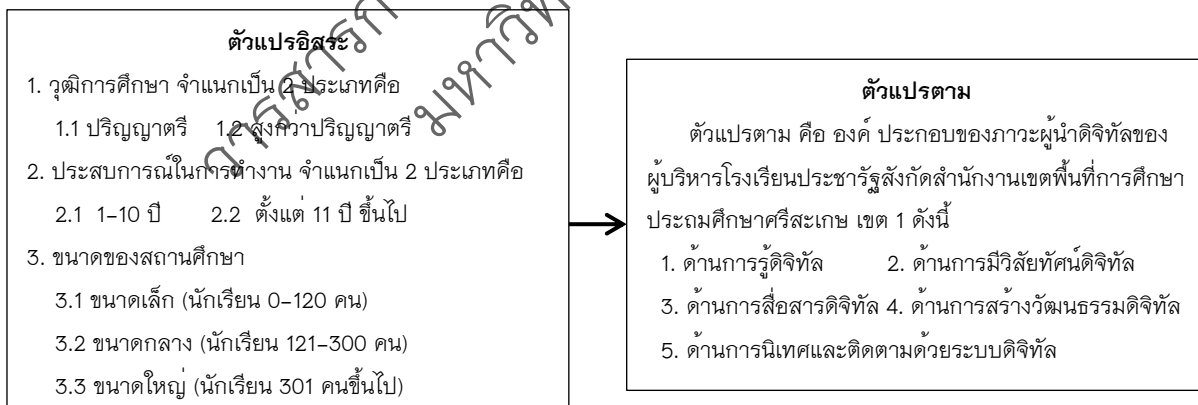 ตัวแปรอิสระ
1. วุฒิการศึกษา จำแนกเป็น 2 ประเภทคือ
1.1 ปริญญาตรี 1.2 สูงกว่าปริญญาตรี
2. ประสบการณ์ในการทำงาน จำแนกเป็น 2 ประเภทคือ
2.1 1-10 ปี 2.2 ตั้งแต่ 11 ปี ขึ้นไป
3. ขนาดของสถานศึกษา
3.1 ขนาดเล็ก (นักเรียน 0-120 คน)
3.2 ขนาดกลาง (นักเรียน 121-300 คน)
3.3 ขนาดใหญ่ (นักเรียน 301 คนขึ้นไป)
ตัวแปรตาม
ตัวแปรตาม คือ องค์ ประกอบของภาวะผู้นำดิจิทัลของ
ผู้บริหารโรงเรียนประชารัฐสังกัดสำนักงานเขตพื้นที่การศึกษา
ประถมศึกษาศรีสะเกษ เขต 1 ดังนี้
1. ด้านการรู้ดิจิทัล 2. ด้านการมีวิสัยทัศน์ดิจิทัล
3. ด้านการสื่อสารดิจิทัล 4. ด้านการสร้างวัฒนธรรมดิจิทัล
5. ด้านการนิเทศและติดตามด้วยระบบดิจิทัล